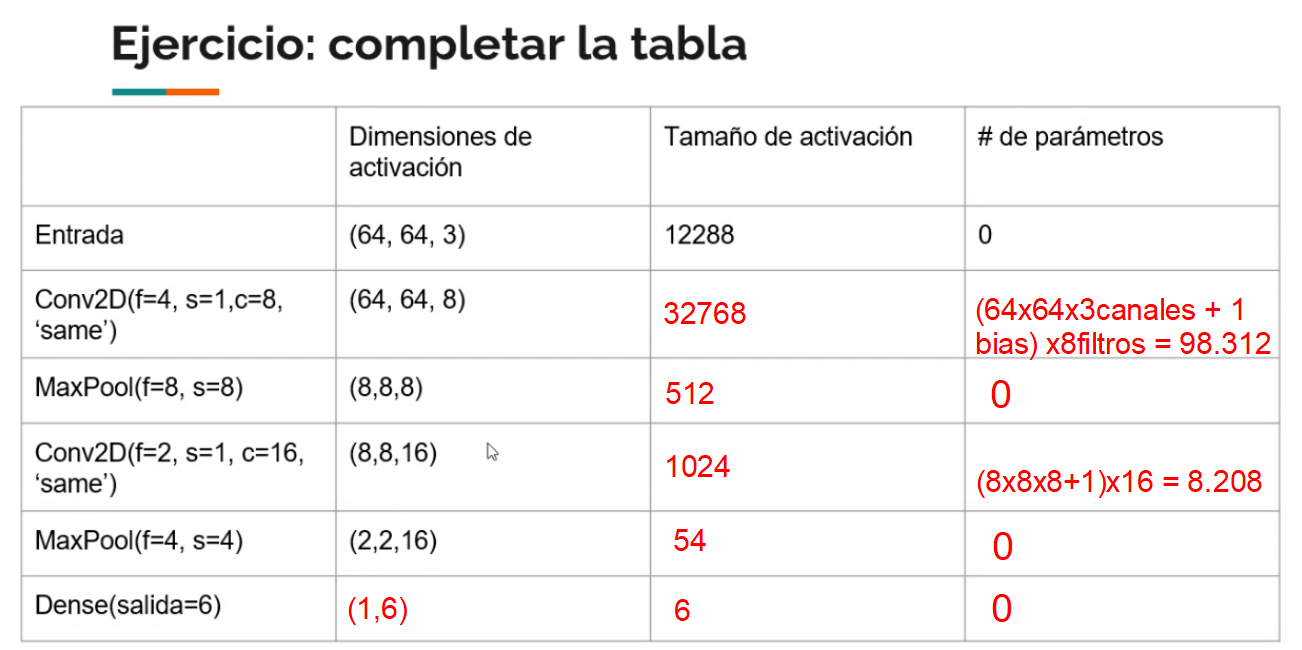 Ejercicio: completar la tabla
Dimensiones de
activación
Tamaño de activación
# de parámetros
Entrada
(64, 64, 3)
12288
0
Conv2D(f=4, s=1,c=8,
‘same’)
(64, 64, 8)
32768
(64x64x3canales + 1
bias) x8filtros = 98.312
MaxPool(f=8, s=8)
(8,8,8)
512
0
Conv2D(f=2, s=1, c=16,
‘same’)
(8,8,16)
1024
(8x8x8+1)x16 = 8.208
MaxPool(f=4, s=4)
(2,2,16)
54
0
Dense(salida=6)
(1,6)
6
0